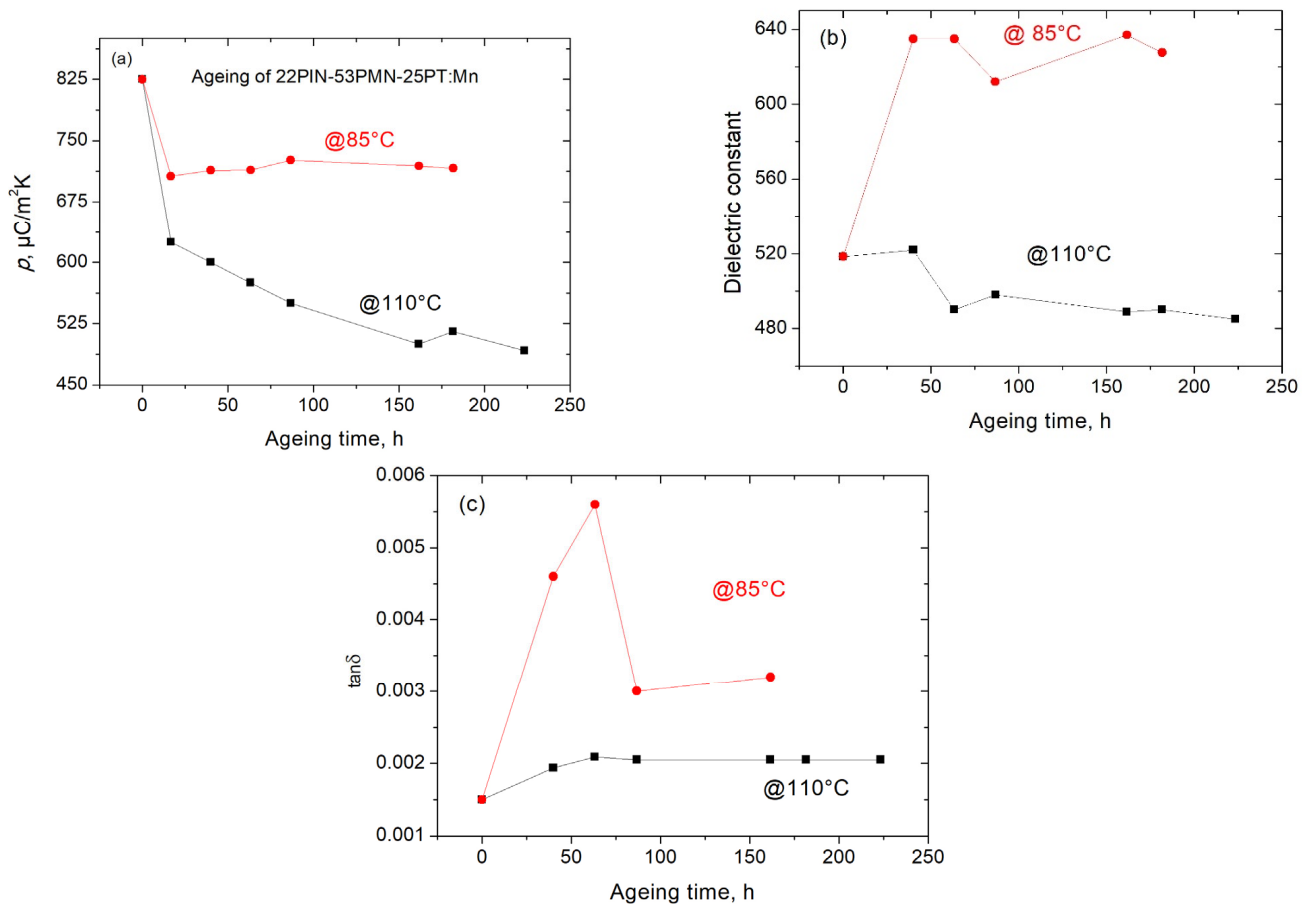 (a)
Ageing of 22PIN-53PMN-25PT:Mn
@85°C
@110°C
825
750
675
600
525
450
p, µC/m²K
0 50 100 150 200 250
Ageing time, h
(b)
@ 85°C
@110°C
640
600
560
520
480
Dielectric constant
0 50 100 150 200 250
Ageing time, h
(c)
@85°C
@110°C
0.006
0.005
0.004
0.003
0.002
0.001
tanδ
0 50 100 150 200 250
Ageing time, h